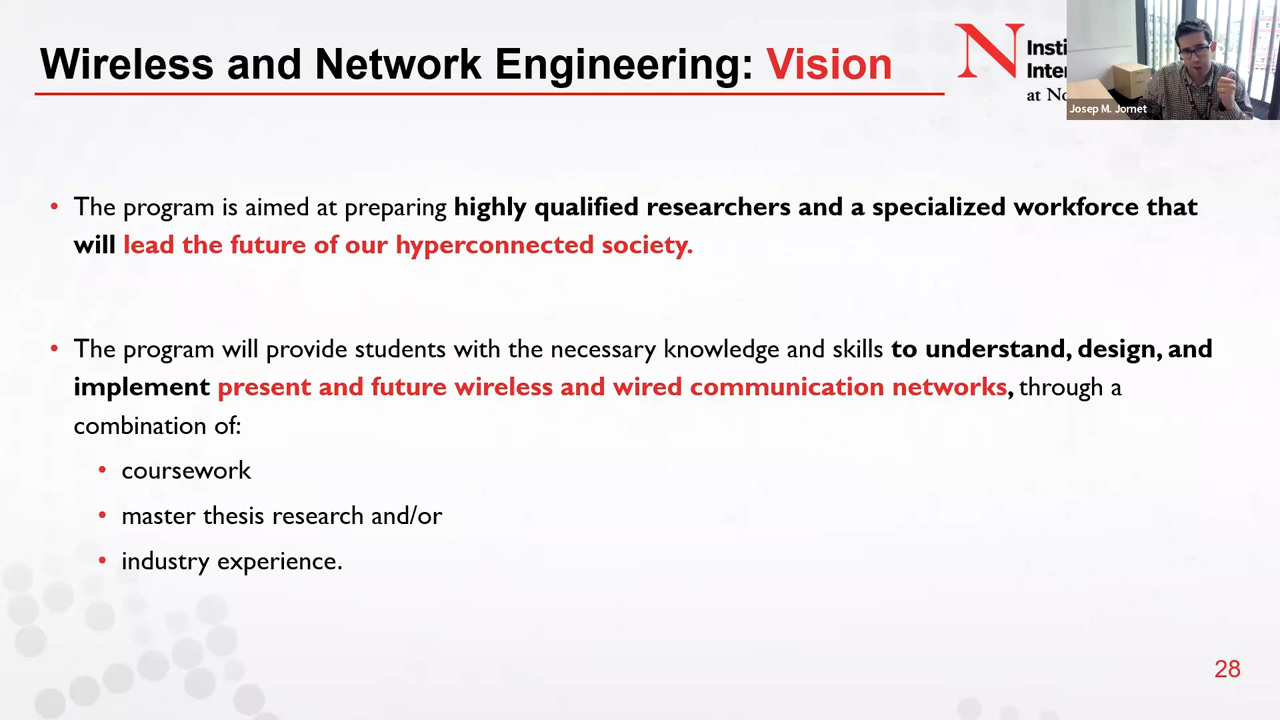 Wireless and Network Engineering: Vision
N
Insti
Inter
at No
Josep M. Jornet
• The program is aimed at preparing highly qualified researchers and a specialized workforce that
will lead the future of our hyperconnected society.
• The program will provide students with the necessary knowledge and skills to understand, design, and
implement present and future wireless and wired communication networks, through a
combination of:
• coursework
• master thesis research and/or
• industry experience.
28